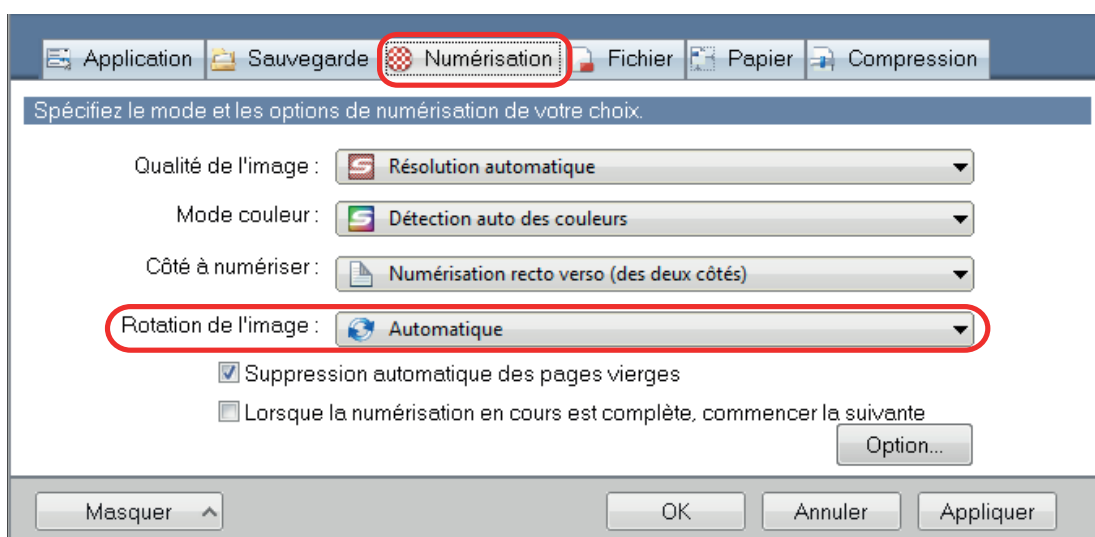 Application Sauvegarde Numérisation Fichier Papier Compression
Spécifiez le mode et les options de numérisation de votre choix.
Qualité de l'image : Résolution automatique
Mode couleur : Détection auto des couleurs
Côté à numériser : Numérisation recto verso (des deux côtés)
Rotation de l'image : Automatique
Suppression automatique des pages vierges
Lorsque la numérisation en cours est complète, commencer la suivante
Option...
Masquer OK Annuler Appliquer